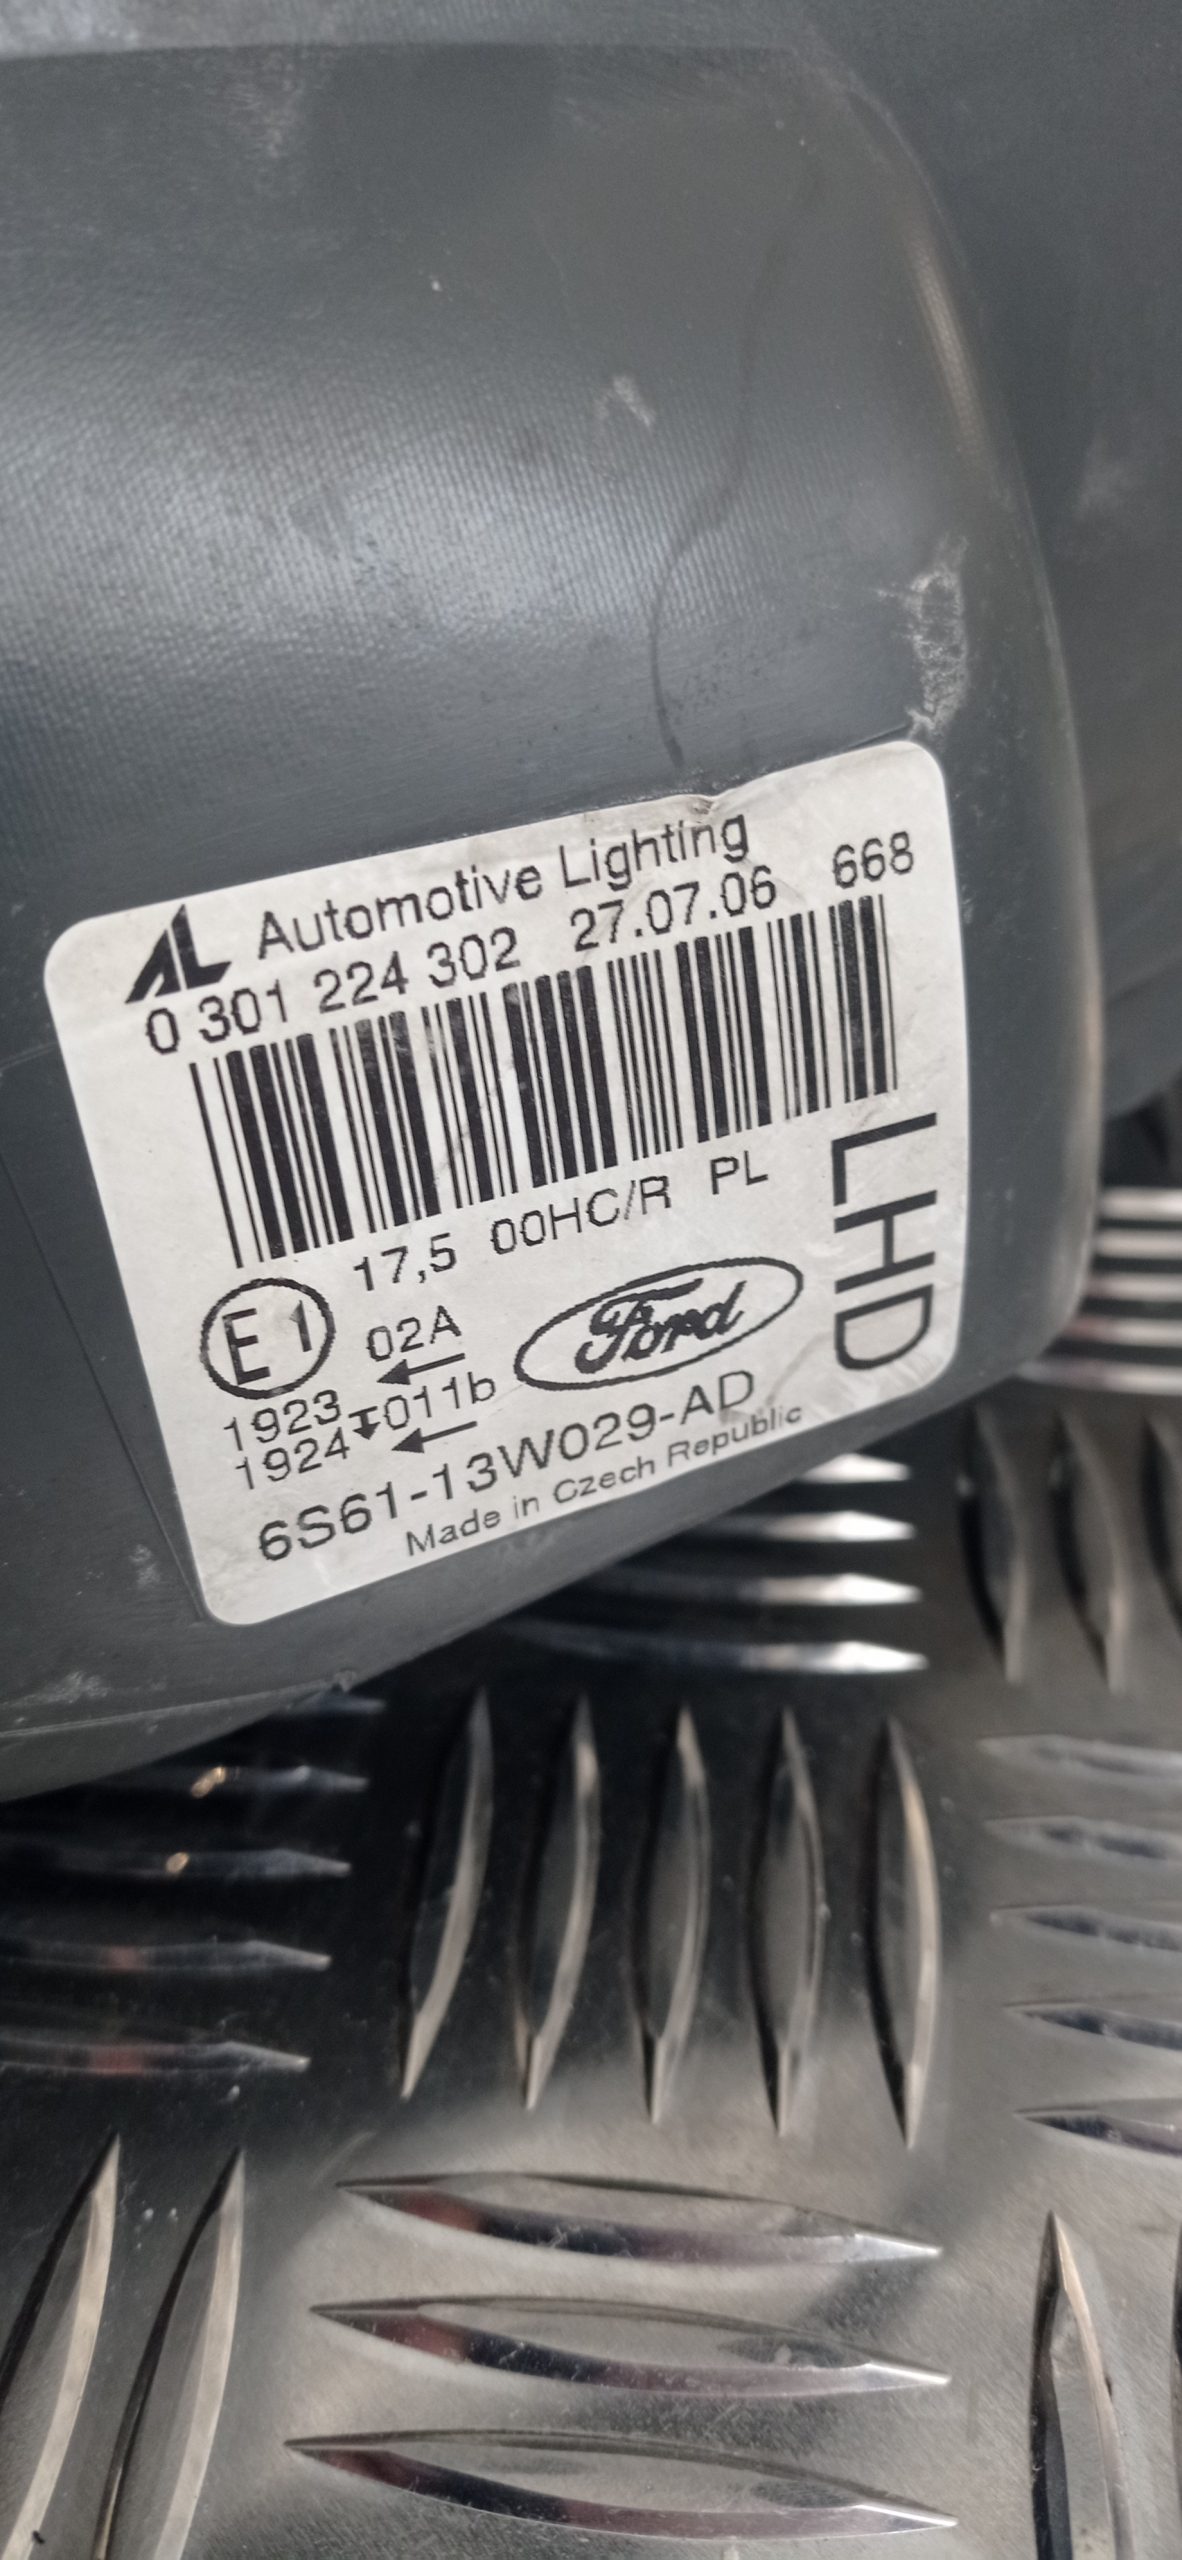 AL Automotive Lighting
0 301 224 302 27.07.06 668
LHD
17,5 00HC/R PL
E1 02A Ford
←
1923
1924 011b
←
6S61-13W029-AD
Made in Czech Republic